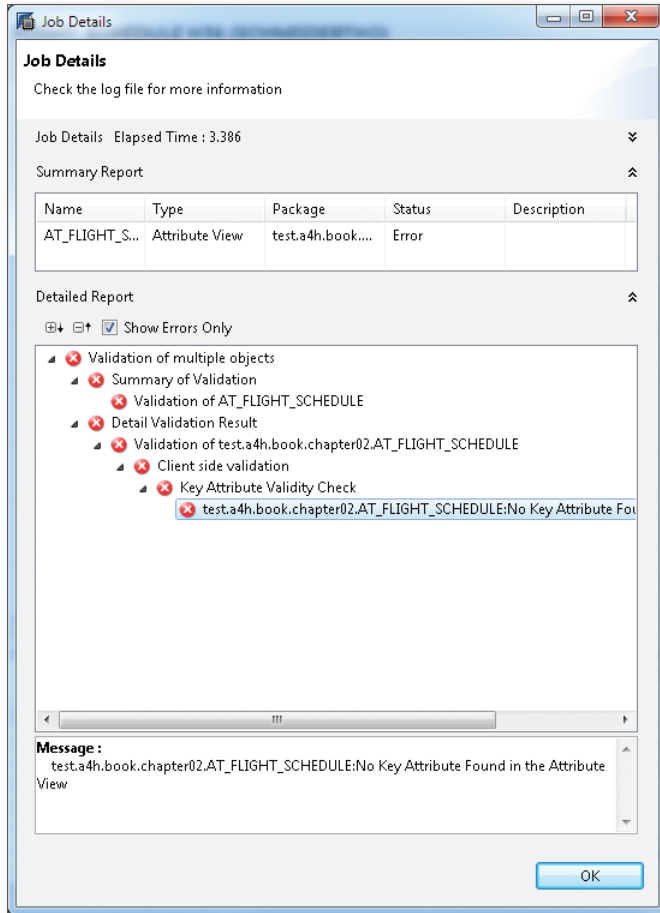 Job Details
Job Details
Check the log file for more information
Job Details Elapsed Time : 3.386
Summary Report
Name Type Package Status Description
AT_FLIGHT_S... Attribute View test.a4h.book.... Error
Detailed Report
Show Errors Only
Validation of multiple objects
Summary of Validation
Validation of AT_FLIGHT_SCHEDULE
Detail Validation Result
Validation of test.a4h.book.chapter02.AT_FLIGHT_SCHEDULE
Client side validation
Key Attribute Validity Check
test.a4h.book.chapter02.AT_FLIGHT_SCHEDULE:No Key Attribute Fou
Message :
test.a4h.book.chapter02.AT_FLIGHT_SCHEDULE:No Key Attribute Found in the Attribute
View
OK